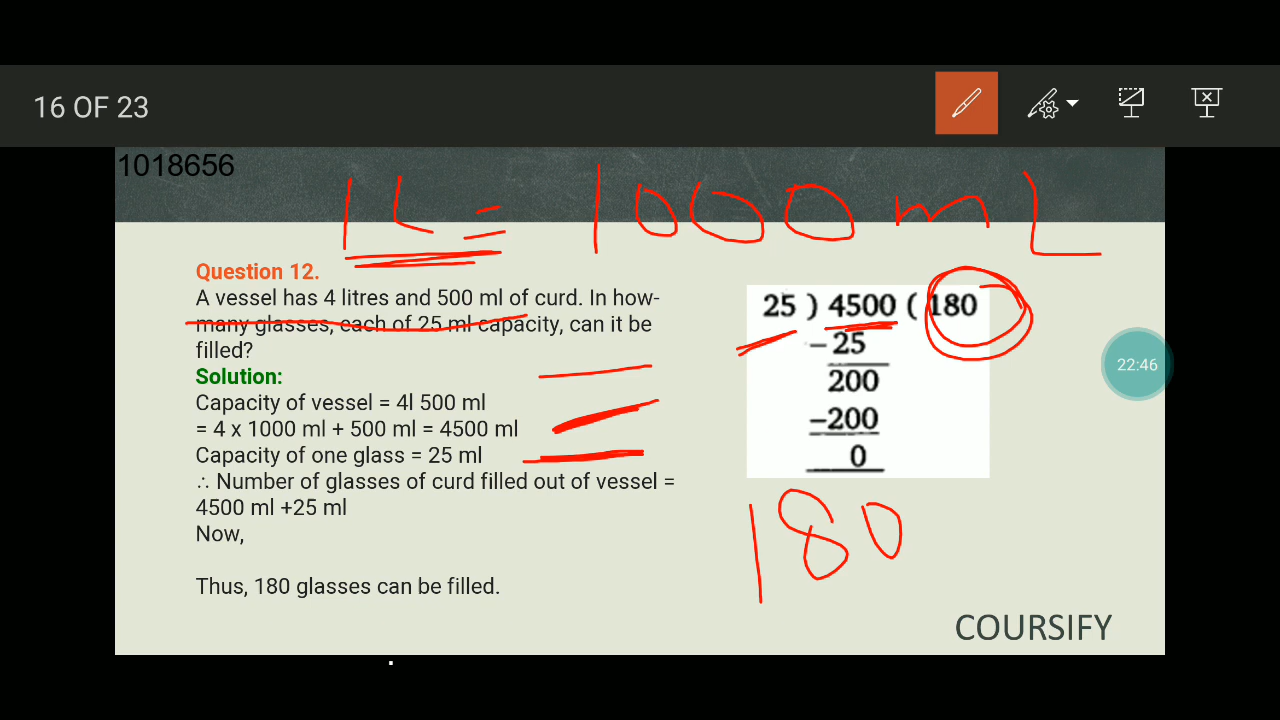 16 OF 23
1018656
1L = 1000 mL
Question 12.
A vessel has 4 litres and 500 ml of curd. In how-
many glasses, each of 25 ml capacity, can it be
filled?
Solution:
Capacity of vessel = 4l 500 ml
= 4 x 1000 ml + 500 ml = 4500 ml
Capacity of one glass = 25 ml
∴ Number of glasses of curd filled out of vessel =
4500 ml +25 ml
Now,
Thus, 180 glasses can be filled.
25 ) 4500 ( 180
– 25
200
–200
0
180
22:46
COURSIFY